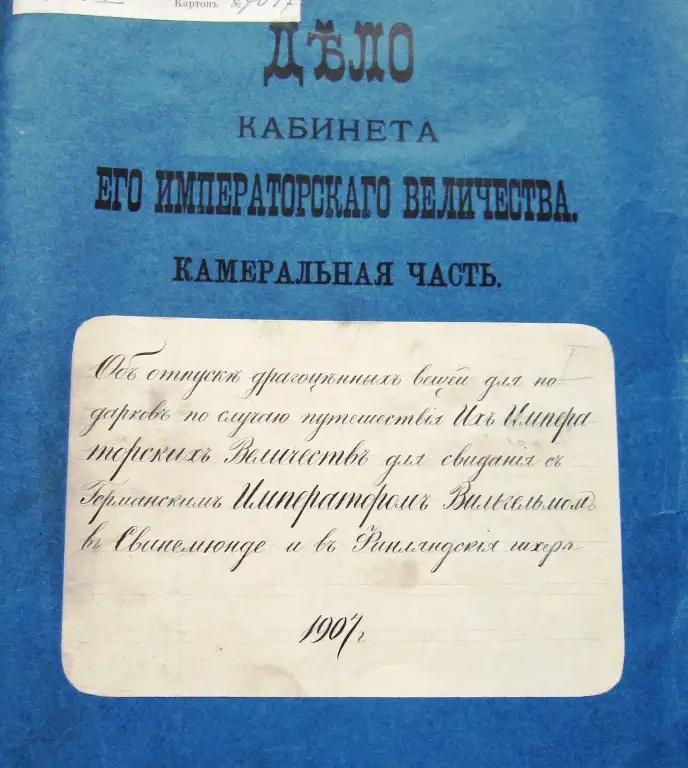 Картонъ №
ДѢЛО
КАБИНЕТА
ЕГО ИМПЕРАТОРСКАГО ВЕЛИЧЕСТВА.
КАМЕРАЛЬНАЯ ЧАСТЬ.
I
Объ отпускѣ драгоцѣнныхъ вещей для по-
дарковъ по случаю путешествія Ихъ Импера-
торскихъ Величествъ для свиданія съ
Германскимъ Императоромъ Вильгельмомъ
въ Свинемюнде и въ Финляндскія шхеры
1907 г